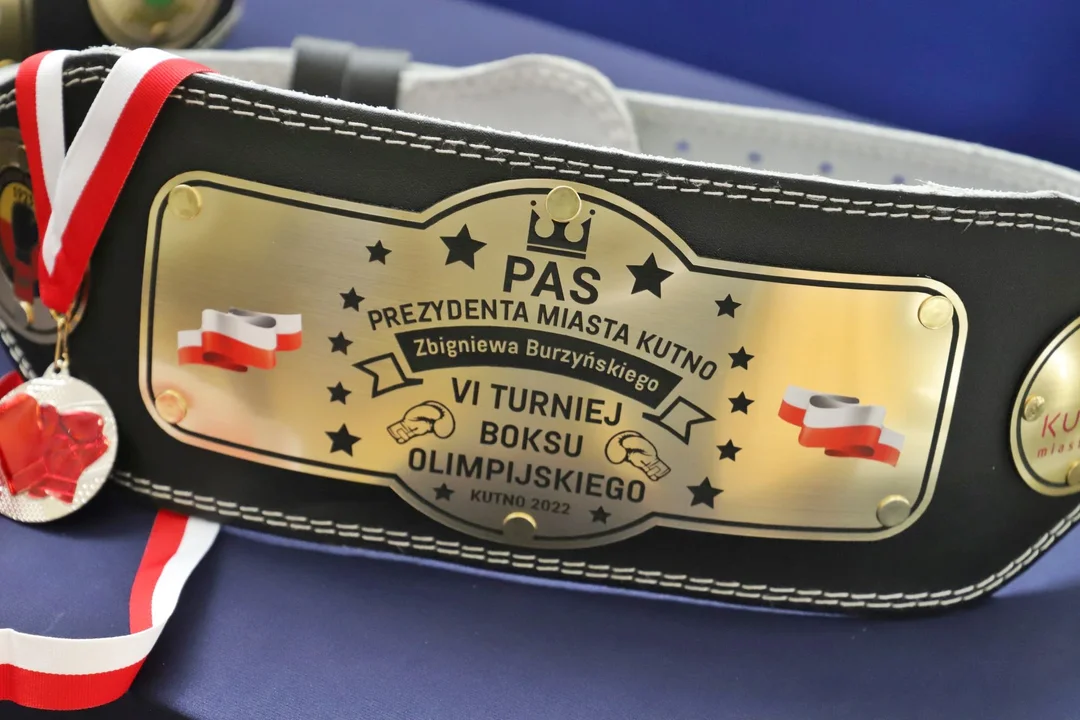 PAS
PREZYDENTA MIASTA KUTNO
Zbigniewa Burzyńskiego
VI TURNIEJ
BOKSU
OLIMPIJSKIEGO
KUTNO 2022